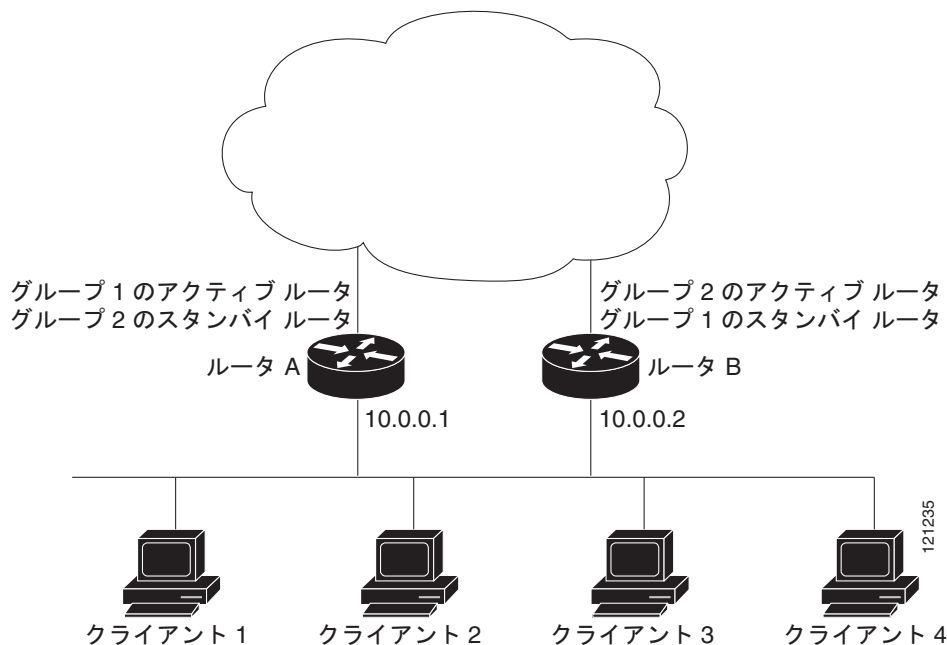 グループ 1 のアクティブ ルータ
グループ 2 のスタンバイ ルータ
グループ 2 のアクティブ ルータ
グループ 1 のスタンバイ ルータ
ルータ A
ルータ B
10.0.0.1
10.0.0.2
121235
クライアント 1
クライアント 2
クライアント 3
クライアント 4